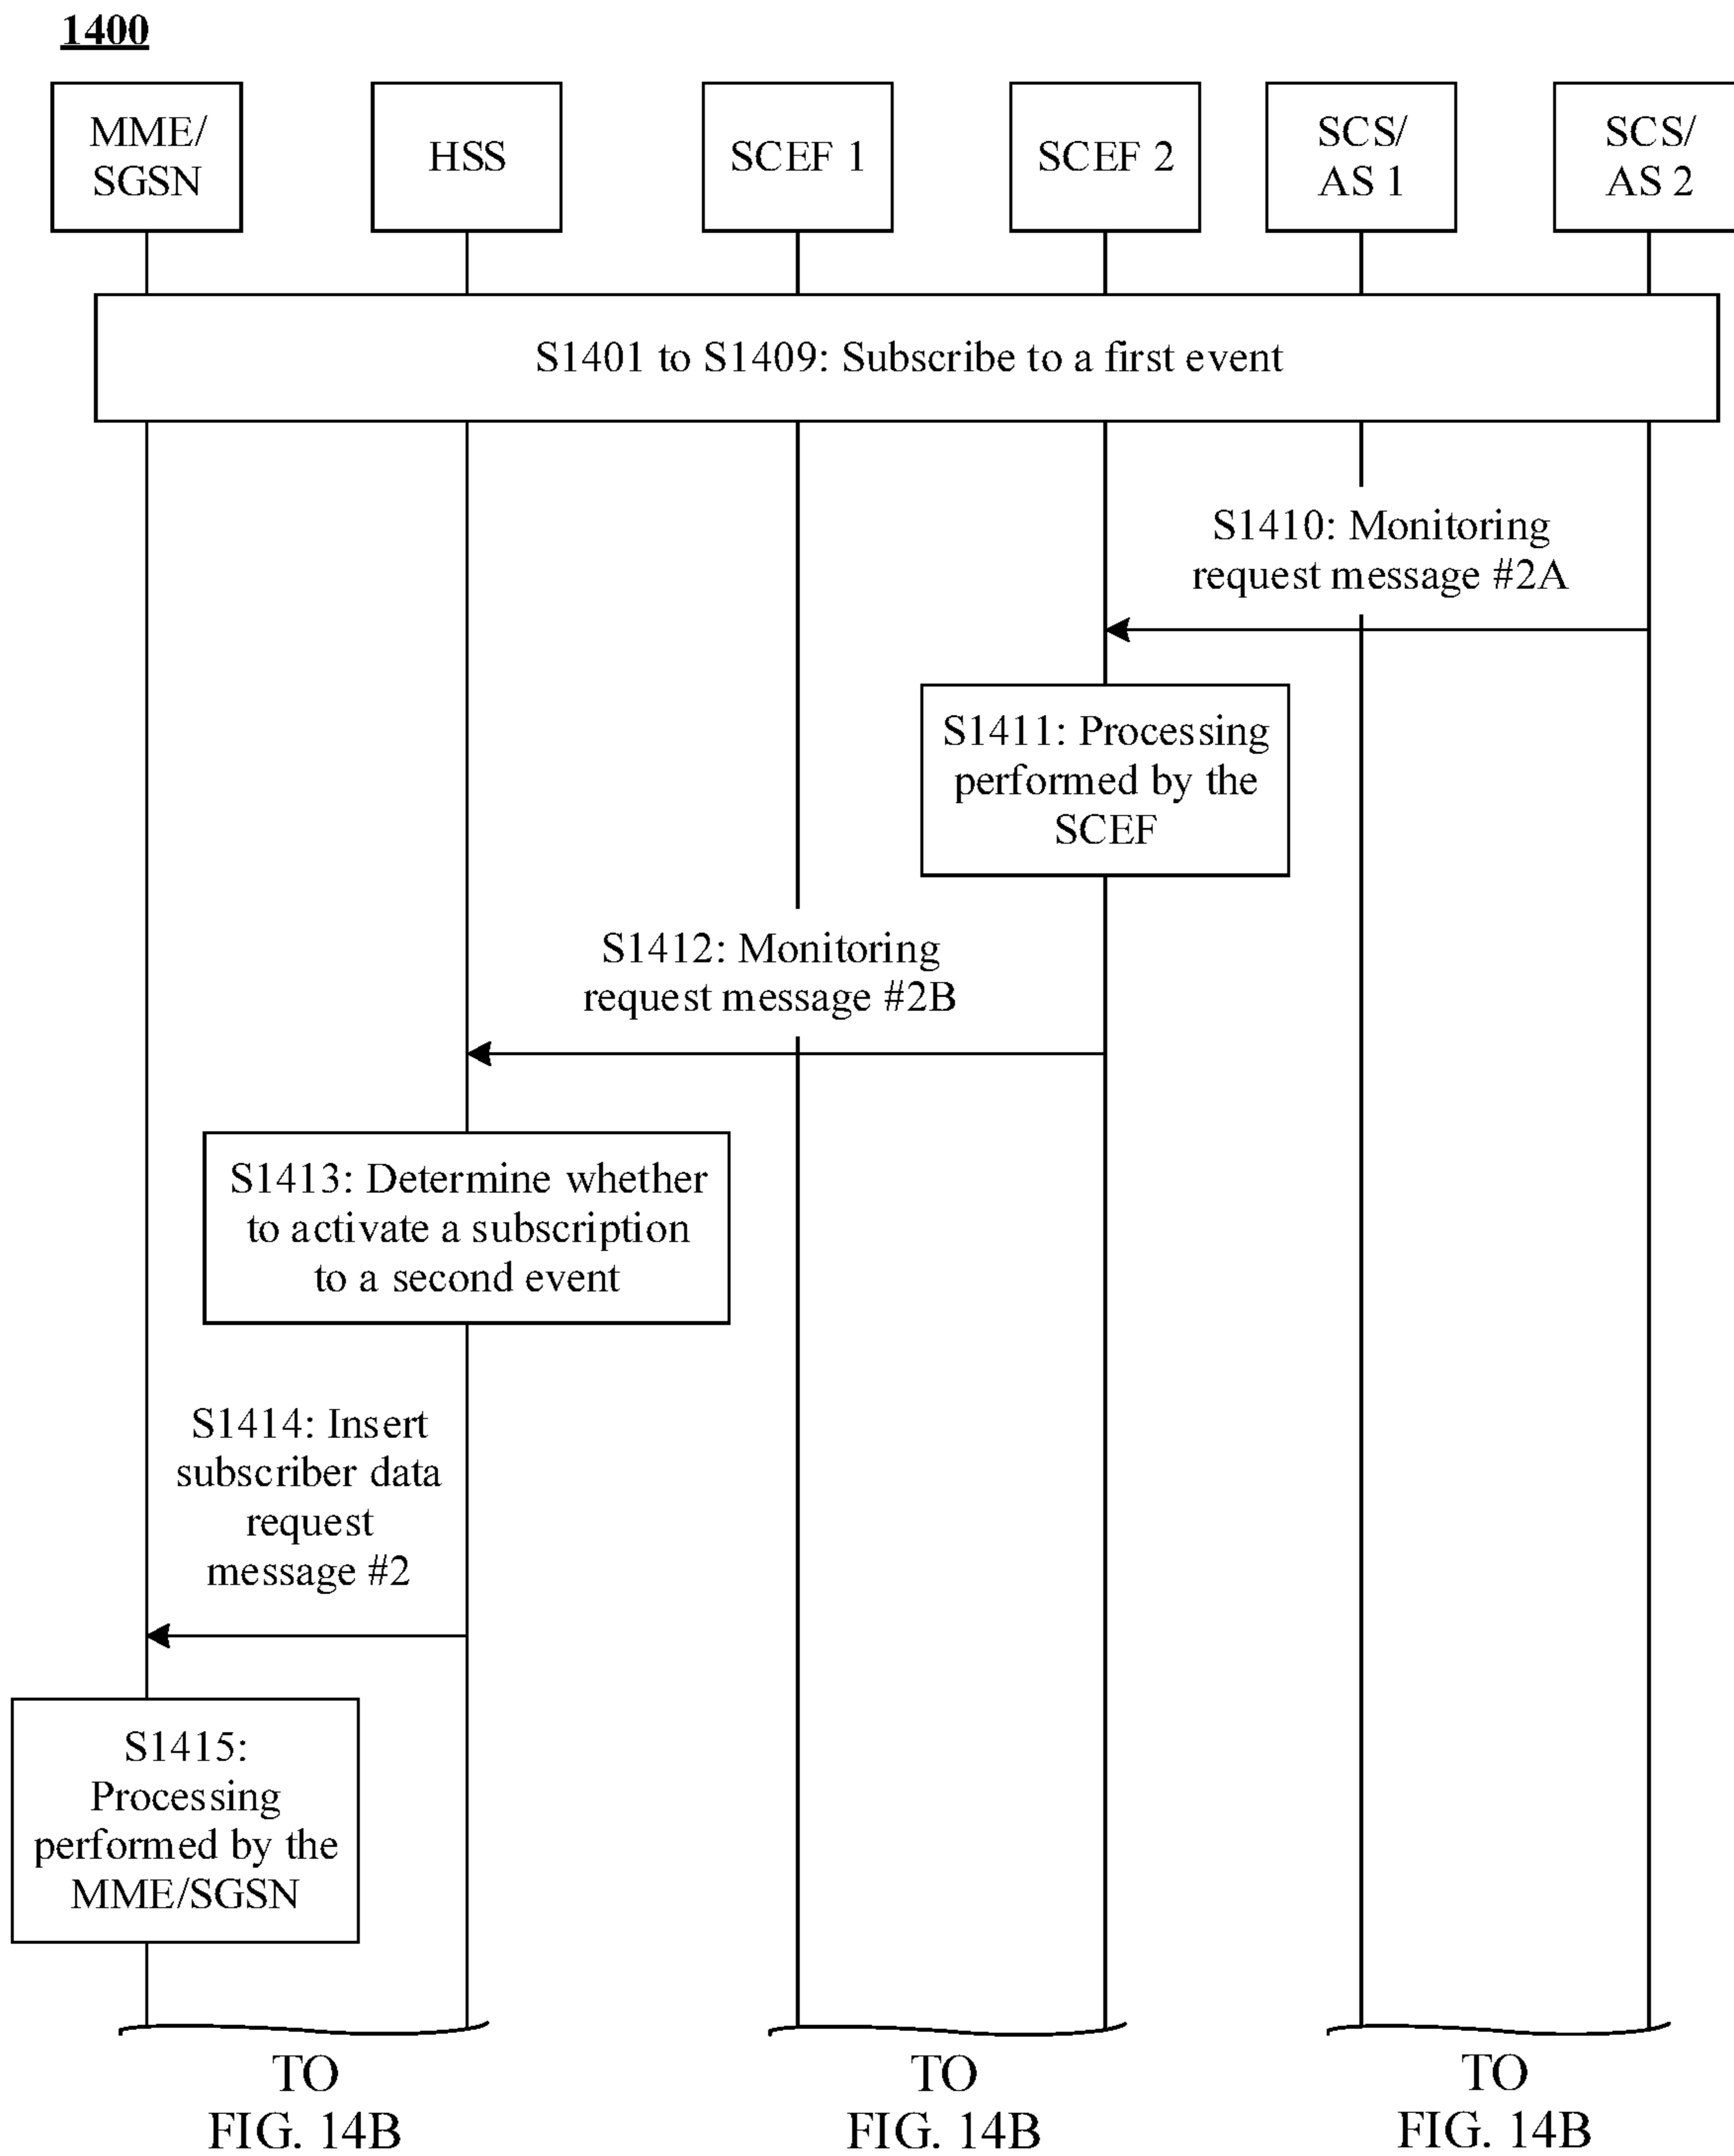 1400
MME/
SGSN
HSS
SCEF 1
SCEF 2
SCS/
AS 1
SCS/
AS 2
S1401 to S1409: Subscribe to a first event
S1410: Monitoring
request message #2A
S1411: Processing
performed by the
SCEF
S1412: Monitoring
request message #2B
S1413: Determine whether
to activate a subscription
to a second event
S1414: Insert
subscriber data
request
message #2
S1415:
Processing
performed by the
MME/SGSN
TO
FIG. 14B
TO
FIG. 14B
TO
FIG. 14B